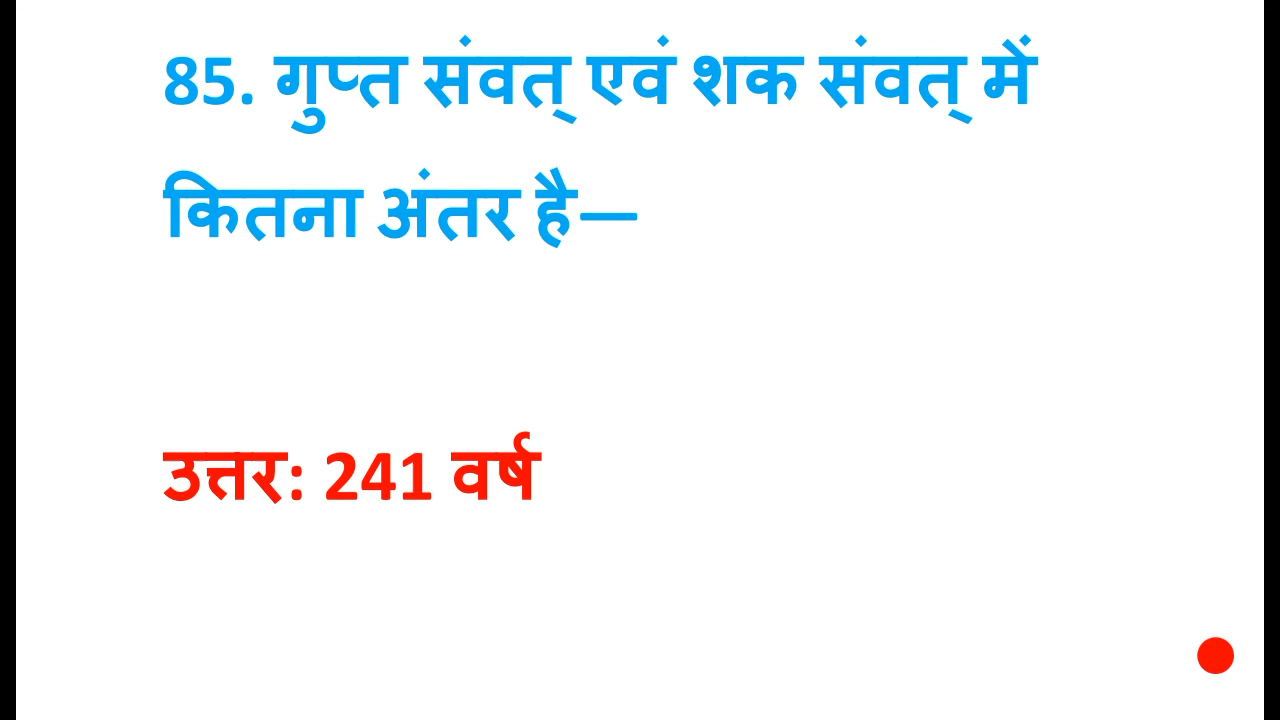 85. गुप्त संवत् एवं शक संवत् में
कितना अंतर है—
उत्तर: 241 वर्ष